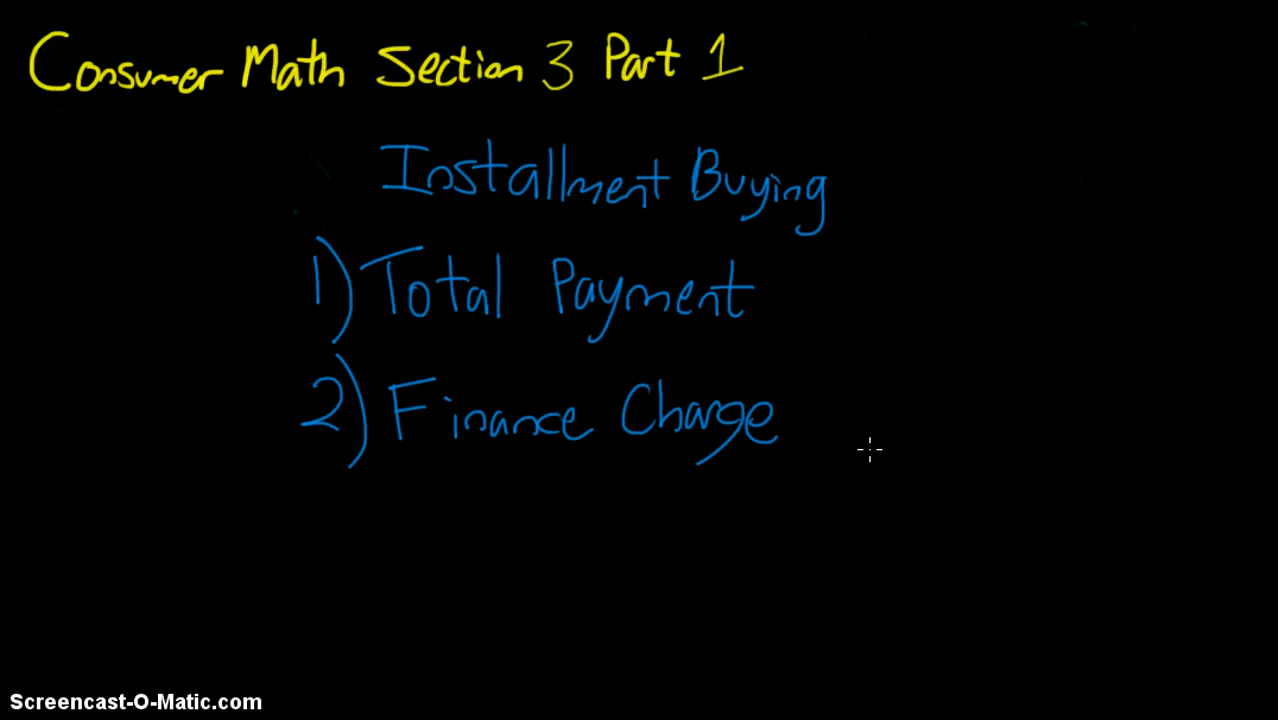 Consumer Math Section 3 Part 1
Installment Buying
1) Total Payment
2) Finance Charge
Screencast-O-Matic.com